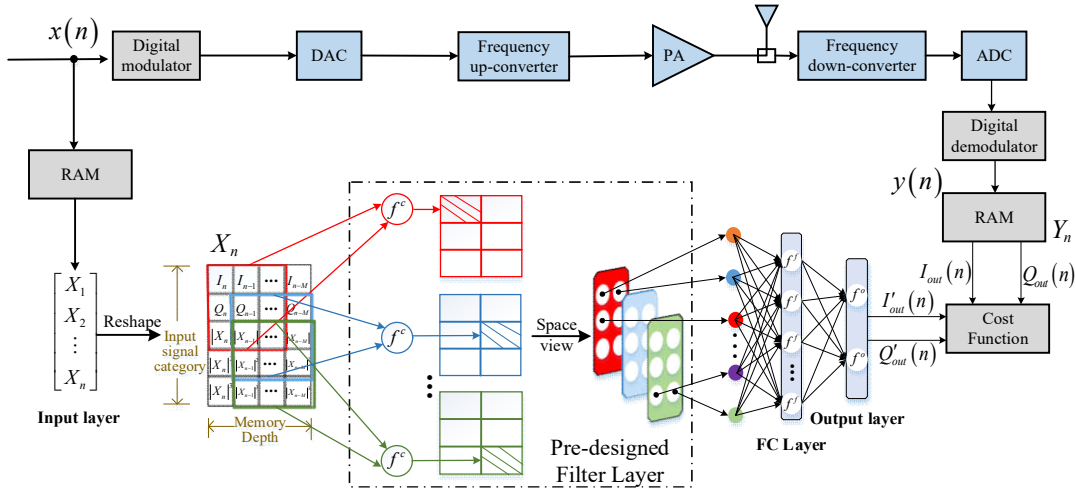 x(n)
Digital
modulator
DAC
Frequency
up-converter
PA
Frequency
down-converter
ADC
Digital
demodulator
y(n)
RAM
Y_n
I_out(n)
Q_out(n)
I'_out(n)
Q'_out(n)
Cost
Function
RAM
[X_1 X_2 ⋮ X_n]
Input layer
Reshape
Input
signal
category
X_n
I_n I_{n-1} ••• I_{n-M}
Q_n Q_{n-1} ••• Q_{n-M}
|X_n| |X_{n-1}| ••• |X_{n-M}|
•••
•••
Memory
Depth
f^c
f^c
•••
f^c
Space
view
Pre-designed
Filter Layer
•••
f^f
f^f
f^f
•••
f^f
FC Layer
f^o
f^o
Output layer